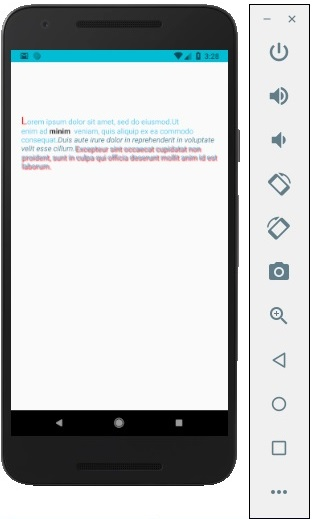 3:26
Lorem ipsum dolor sit amet, sed do eiusmod.Ut
enim ad minim veniam, quis aliquip ex ea commodo
consequat.Duis aute irure dolor in reprehenderit in voluptate
velit esse cillum.Excepteur sint occaecat cupidatat non
proident, sunt in culpa qui officia deserunt mollit anim id est
laborum.